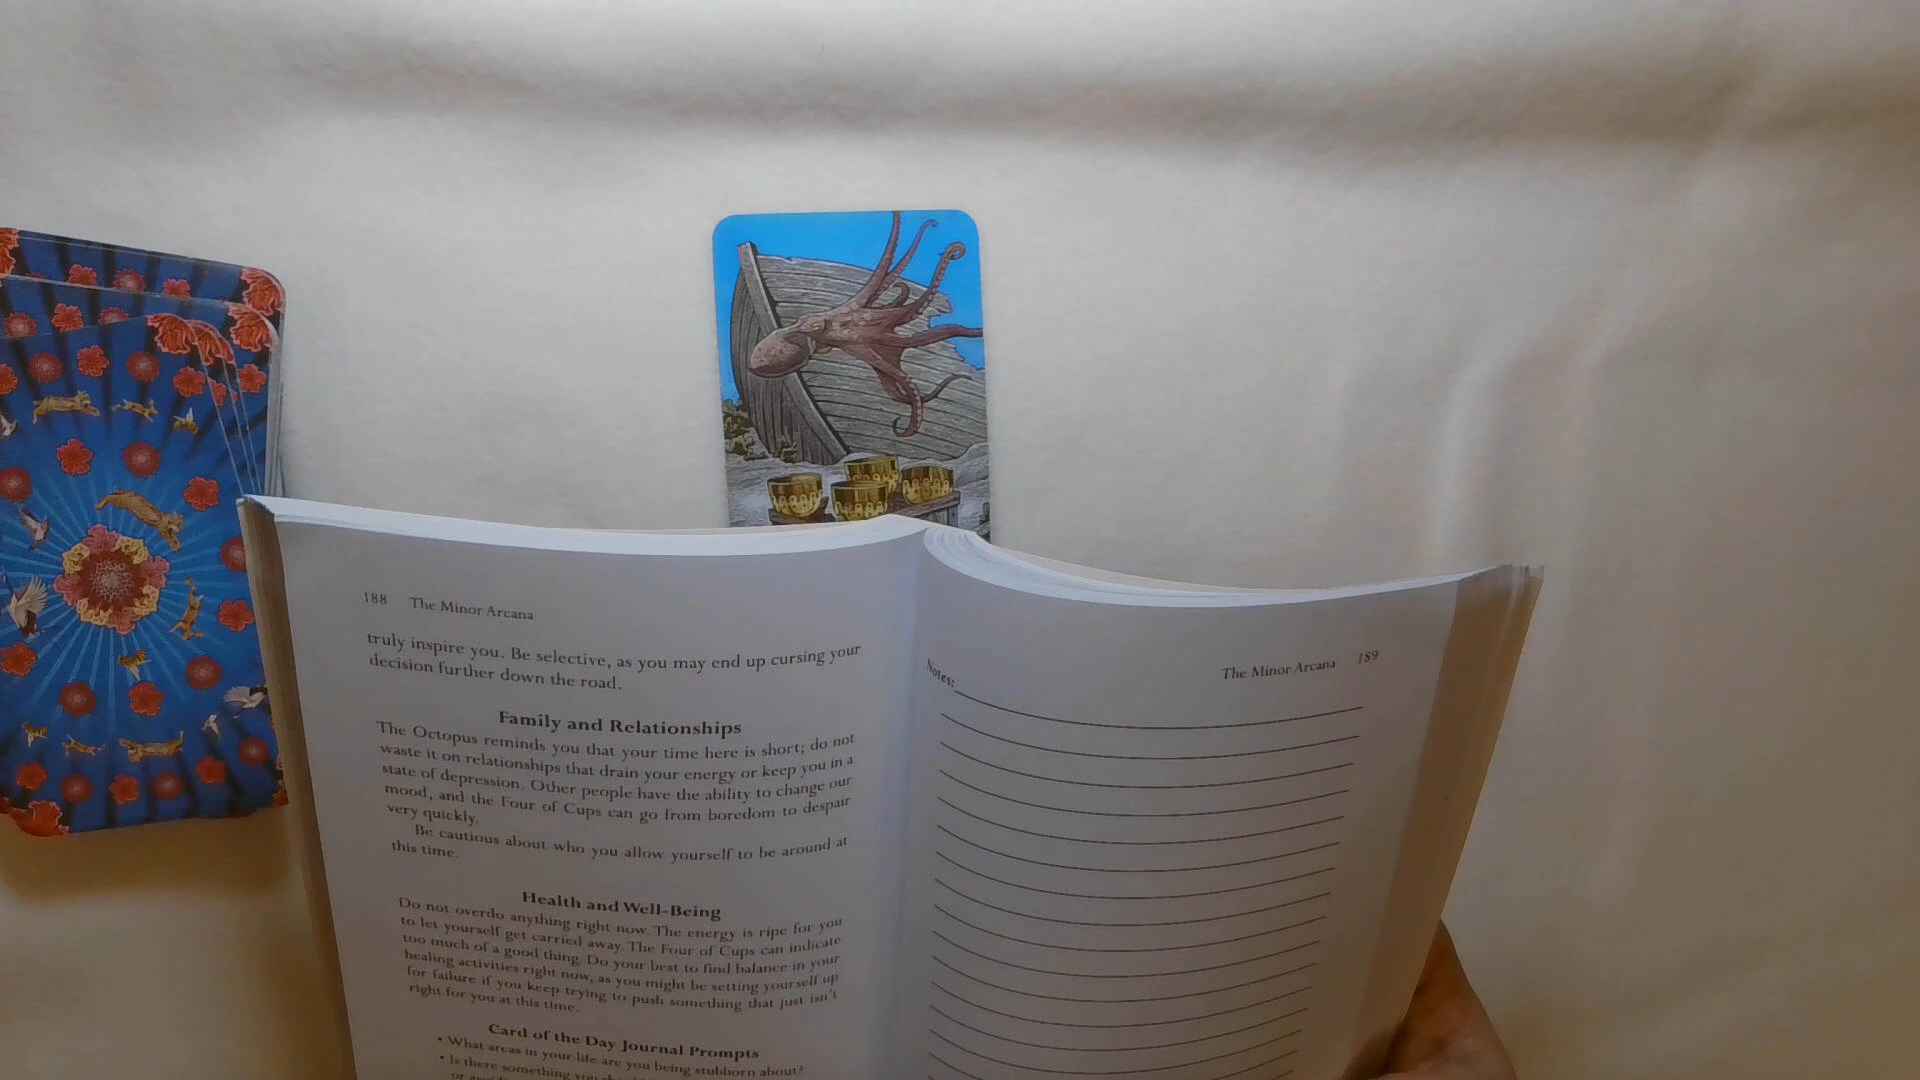 188 The Minor Arcana
truly inspire you. Be selective, as you may end up cursing your
decision further down the road.
Family and Relationships
The Octopus reminds you that your time here is short; do not
waste it on relationships that drain your energy or keep you in a
state of depression. Other people have the ability to change our
mood, and the Four of Cups can go from boredom to despair
very quickly.
Be cautious about who you allow yourself to be around at
this time.
Health and Well-Being
Do not overdo anything right now. The energy is ripe for you
to let yourself get carried away. The Four of Cups can indicate
too much of a good thing. Do your best to find balance in your
healing activities right now, as you might be setting yourself up
for failure if you keep trying to push something that just isn't
right for you at this time.
Card of the Day Journal Prompts
• What areas in your life are you being stubborn about?
• Is there something you
or
The Minor Arcana 189
Notes: